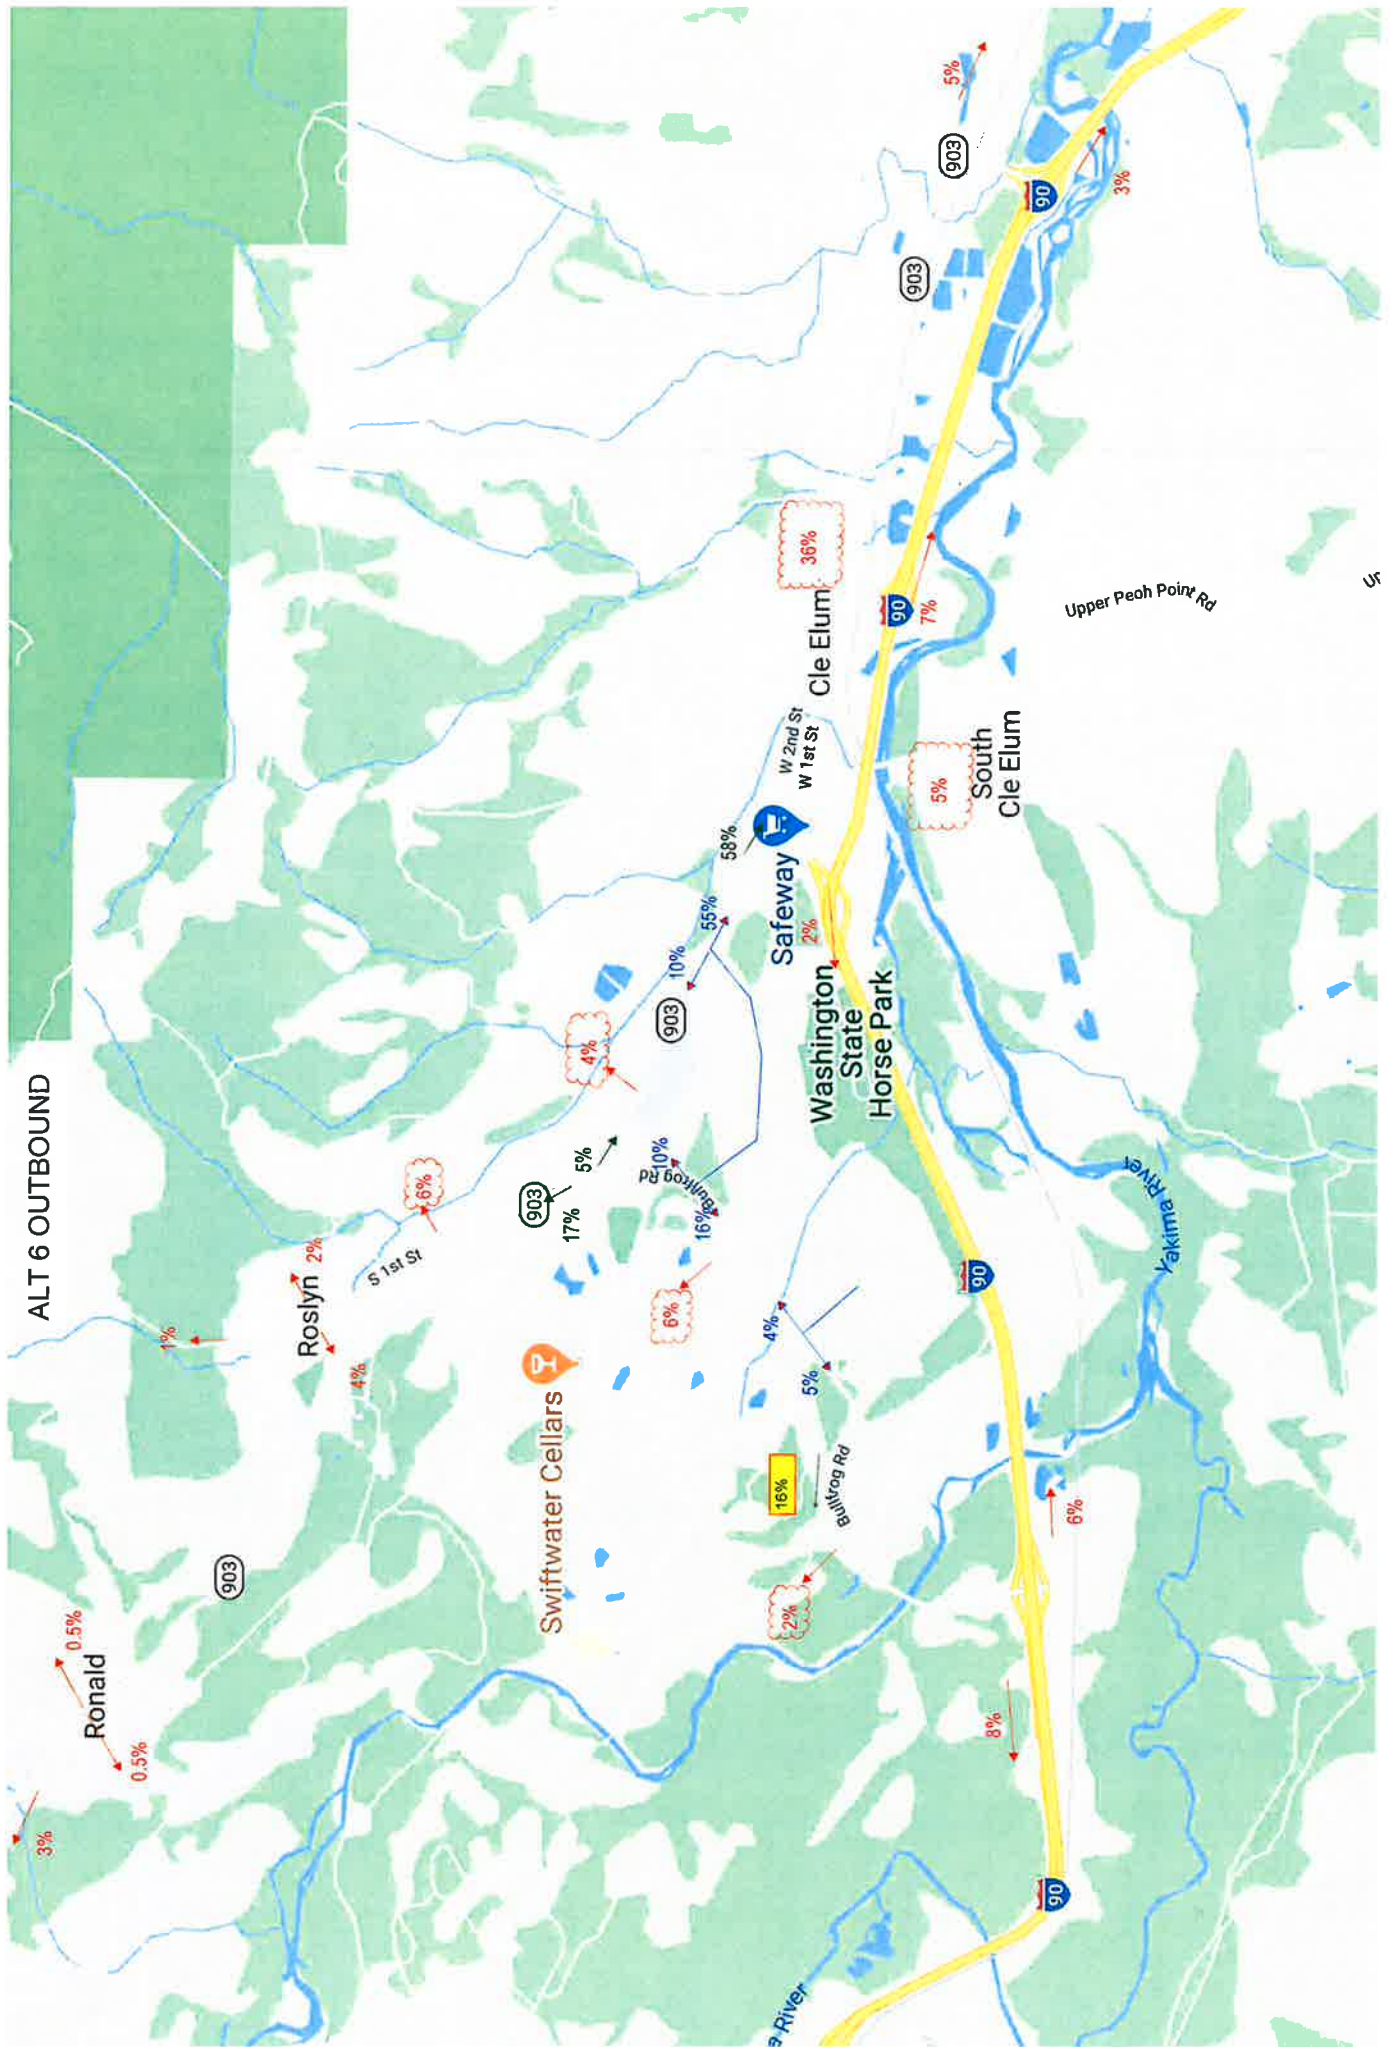 ALT 6 OUTBOUND
3%
0.5%
Ronald
0.5%
903
1%
Roslyn
2%
4%
S 1st St
6%
903
17%
5%
4%
Swiftwater Cellars
6%
16%
Bullfrog Rd
10%
903
10%
55%
58%
Safeway
W 2nd St
W 1st St
Cle Elum
36%
903
903
5%
4%
5%
16%
Bullfrog Rd
2%
Washington
State
Horse Park
2%
90
7%
90
3%
5%
South
Cle Elum
Upper Peoh Point Rd
90
Yakima River
6%
8%
90
River